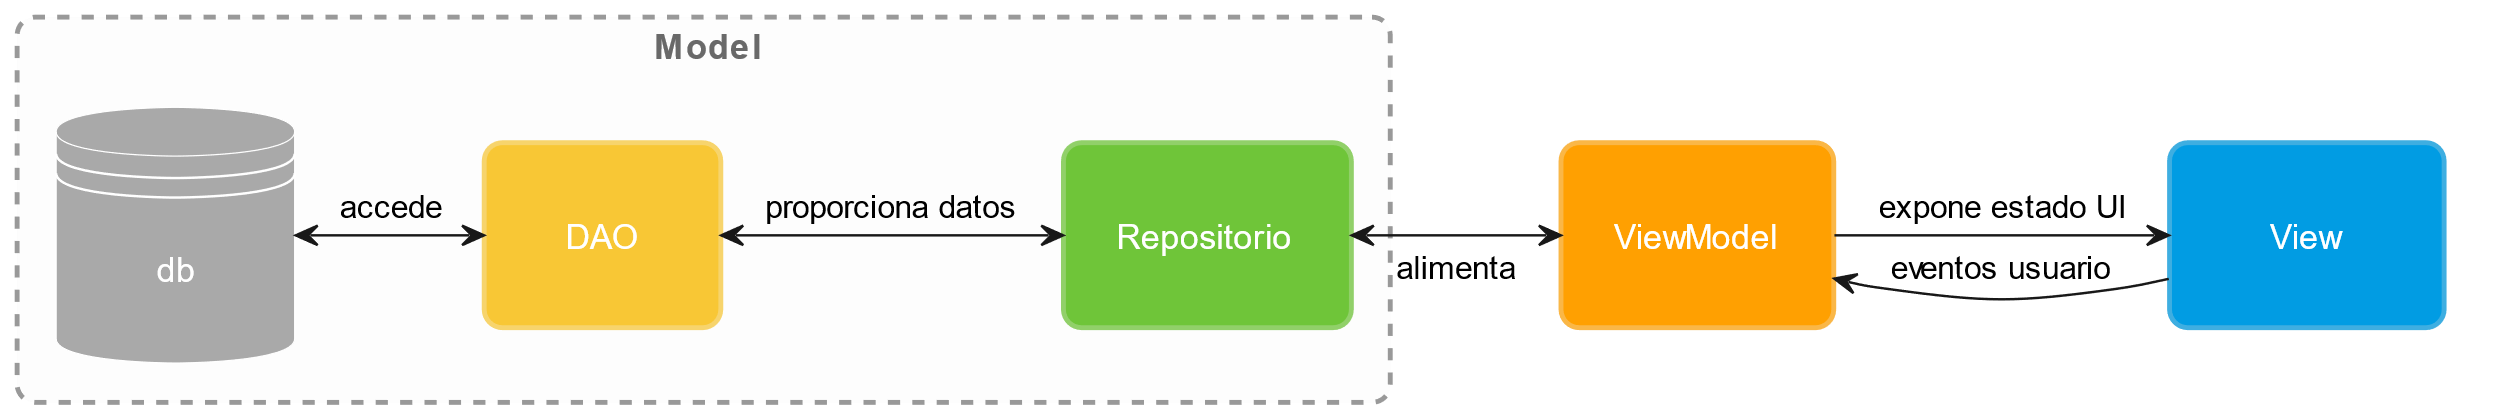 Model
db
accede
DAO
proporciona datos
Repositorio
alimenta
ViewModel
expone estado UI
eventos usuario
View